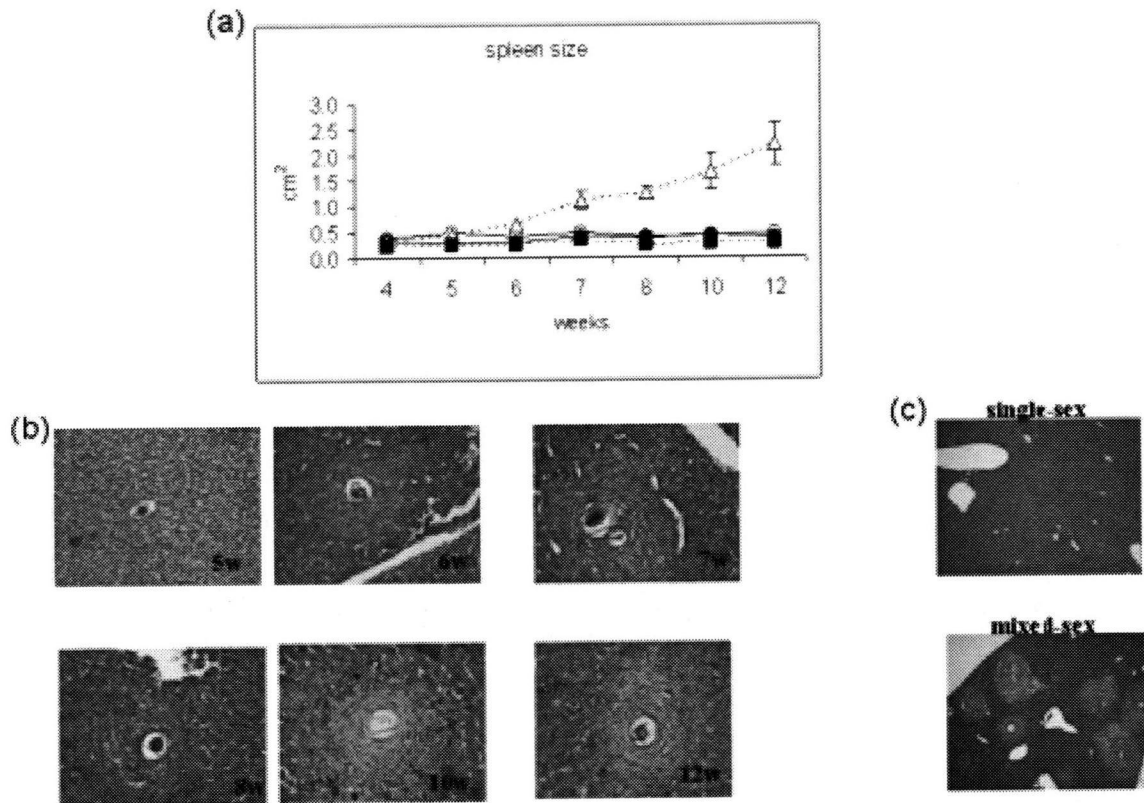 (a)
spleen size
3.0
2.5
2.0
1.5
1.0
0.5
0.0
cm²
4 5 6 7 8 10 12
weeks
(b)
5w 6w 7w
8w 10w 12w
(c)
single-sex
mixed-sex